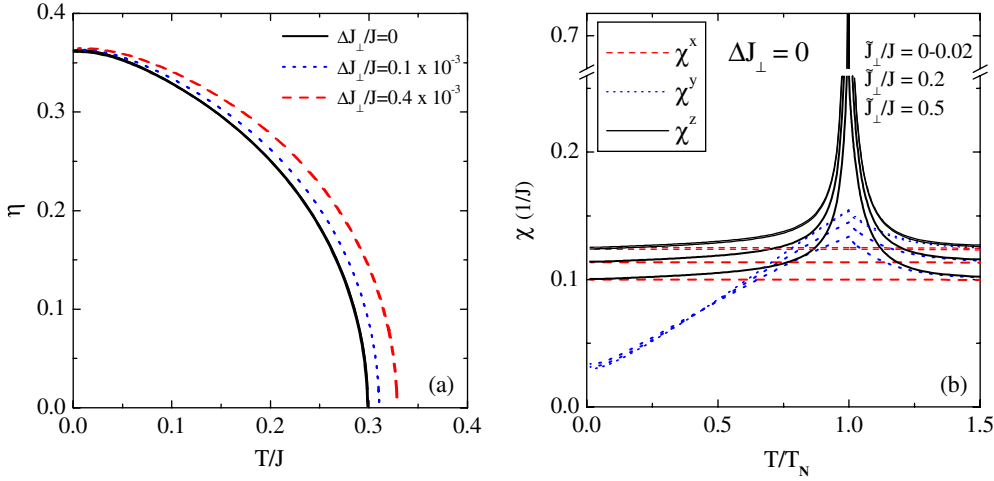 ΔJ⊥/J=0
ΔJ⊥/J=0.1 x 10⁻³
ΔJ⊥/J=0.4 x 10⁻³
0.4
0.3
0.2
0.1
0.0
η
0.0 0.1 0.2 0.3 0.4
T/J
(a)
χˣ
χʸ
χᶻ
ΔJ⊥ = 0
J̃⊥/J = 0-0.02
J̃⊥/J = 0.2
J̃⊥/J = 0.5
0.7
0.2
0.1
0.0
χ (1/J)
0.0 0.5 1.0 1.5
T/T_N
(b)